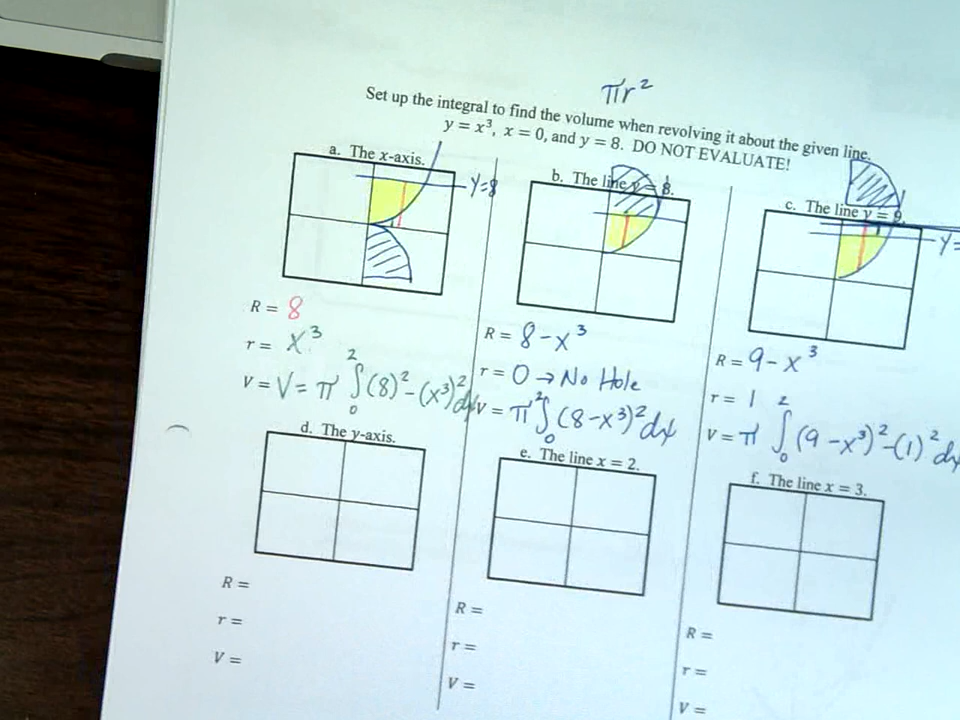 πr²
Set up the integral to find the volume when revolving it about the given line.
y = x³, x = 0, and y = 8. DO NOT EVALUATE!
a. The x-axis.
Y=8
R = 8
r = x³
V = V = π ∫₀² (8)² - (x³)² dx
b. The line y = 8.
R = 8 - x³
r = 0 → No Hole
V = π ∫₀² (8-x³)² dx
c. The line y = 9.
Y=
R = 9 - x³
r = 1
V = π ∫₀² (9 - x³)² - (1)² dx
d. The y-axis.
R =
r =
V =
e. The line x = 2.
R =
r =
V =
f. The line x = 3.
R =
r =
V =